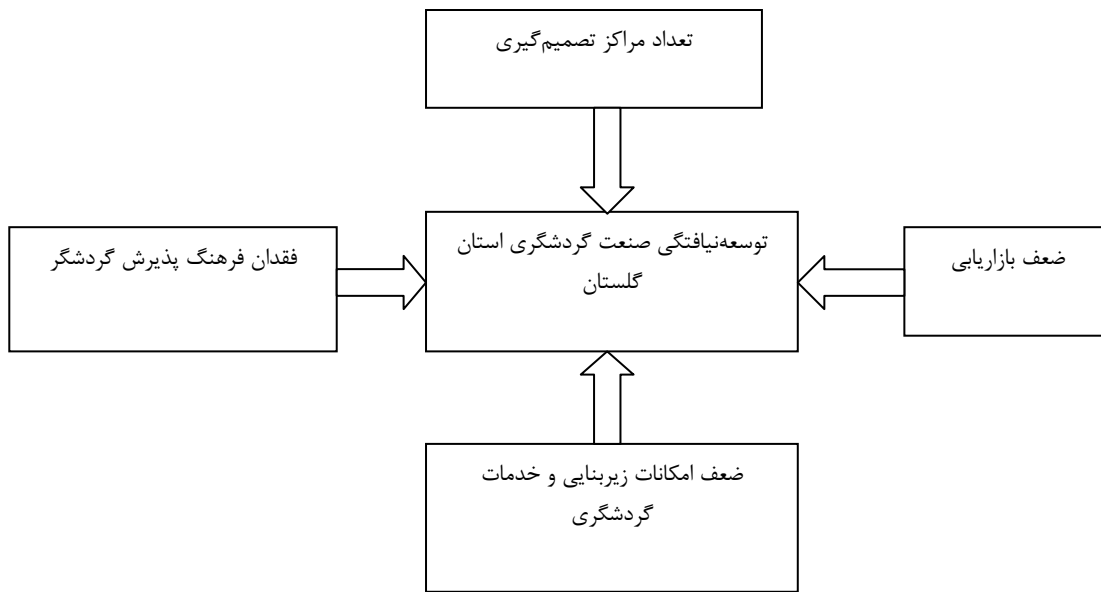 تعداد مراکز تصمیم‌گیری
توسعه‌نیافتگی صنعت گردشگری استان
گلستان
ضعف بازاریابی
فقدان فرهنگ پذیرش گردشگر
ضعف امکانات زیربنایی و خدمات
گردشگری